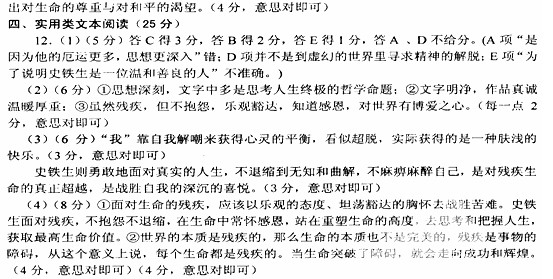 出对生命的尊重与对和平的渴望。（4 分，意思对即可）
四、实用类文本阅读（25 分）
12．(1)（5 分）答 C 得 3 分，答 B 得 2 分，答 E 得 1 分，答 A 、D 不给分。(A 项“是
因为他的厄运更多，思想更深入”错；D 项并不是到虚幻的世界里寻求精神的解脱；E 项“为
了说明史铁生是一位温和善良的人”不准确。)
（2）（6 分）①思想深刻，文字中多是思考人生终极的哲学命题；②文字明净，作品真诚
温暖厚重；③虽然残疾，但不抱怨，乐观豁达，知道感恩，对世界有博爱之心。（每一点 2
分，意思对即可）
（3）（6 分）“我”靠自我解嘲来获得心灵的平衡，看似超脱，实际获得的是一种肤浅的
快乐。（3 分，意思对即可）
史铁生则勇敢地面对真实的人生，不退缩到无知和曲解，不麻痹麻醉自己，是对残疾生
命的真正超越，是战胜自我的深沉的喜悦。（3 分，意思对即可）
（4）（8 分）①面对生命的残疾，应该以乐观的态度、坦荡豁达的胸怀去战胜苦难。史铁
生面对残疾，不抱怨不退缩，在生命中常怀感恩，站在重塑生命的高度，去思考和把握人生，
获取最高生命价值。②世界的本质是残疾的，那么生命的本质也不是完美的，残疾是事物的
障碍，从这个意义上说，每个生命都是残疾的。当生命突破了障碍，就会走向成功和辉煌。
（4 分，意思对即可）（4 分，意思对即可）